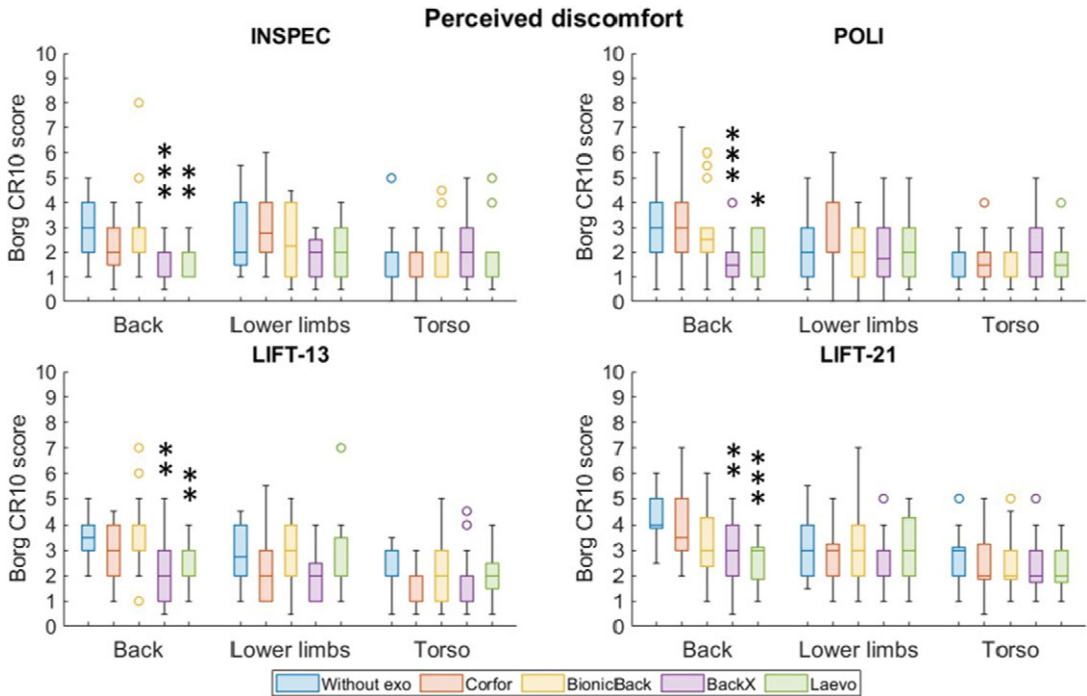 Perceived discomfort
INSPEC
POLI
Borg CR10 score
10
9
8
7
6
5
4
3
2
1
0
***
**
Back
Lower limbs
Torso
Borg CR10 score
10
9
8
7
6
5
4
3
2
1
0
***
*
Back
Lower limbs
Torso
LIFT-13
LIFT-21
Borg CR10 score
10
9
8
7
6
5
4
3
2
1
0
**
**
Back
Lower limbs
Torso
Borg CR10 score
10
9
8
7
6
5
4
3
2
1
0
**
***
Back
Lower limbs
Torso
Without exo Corfor BionicBack BackX Laevo